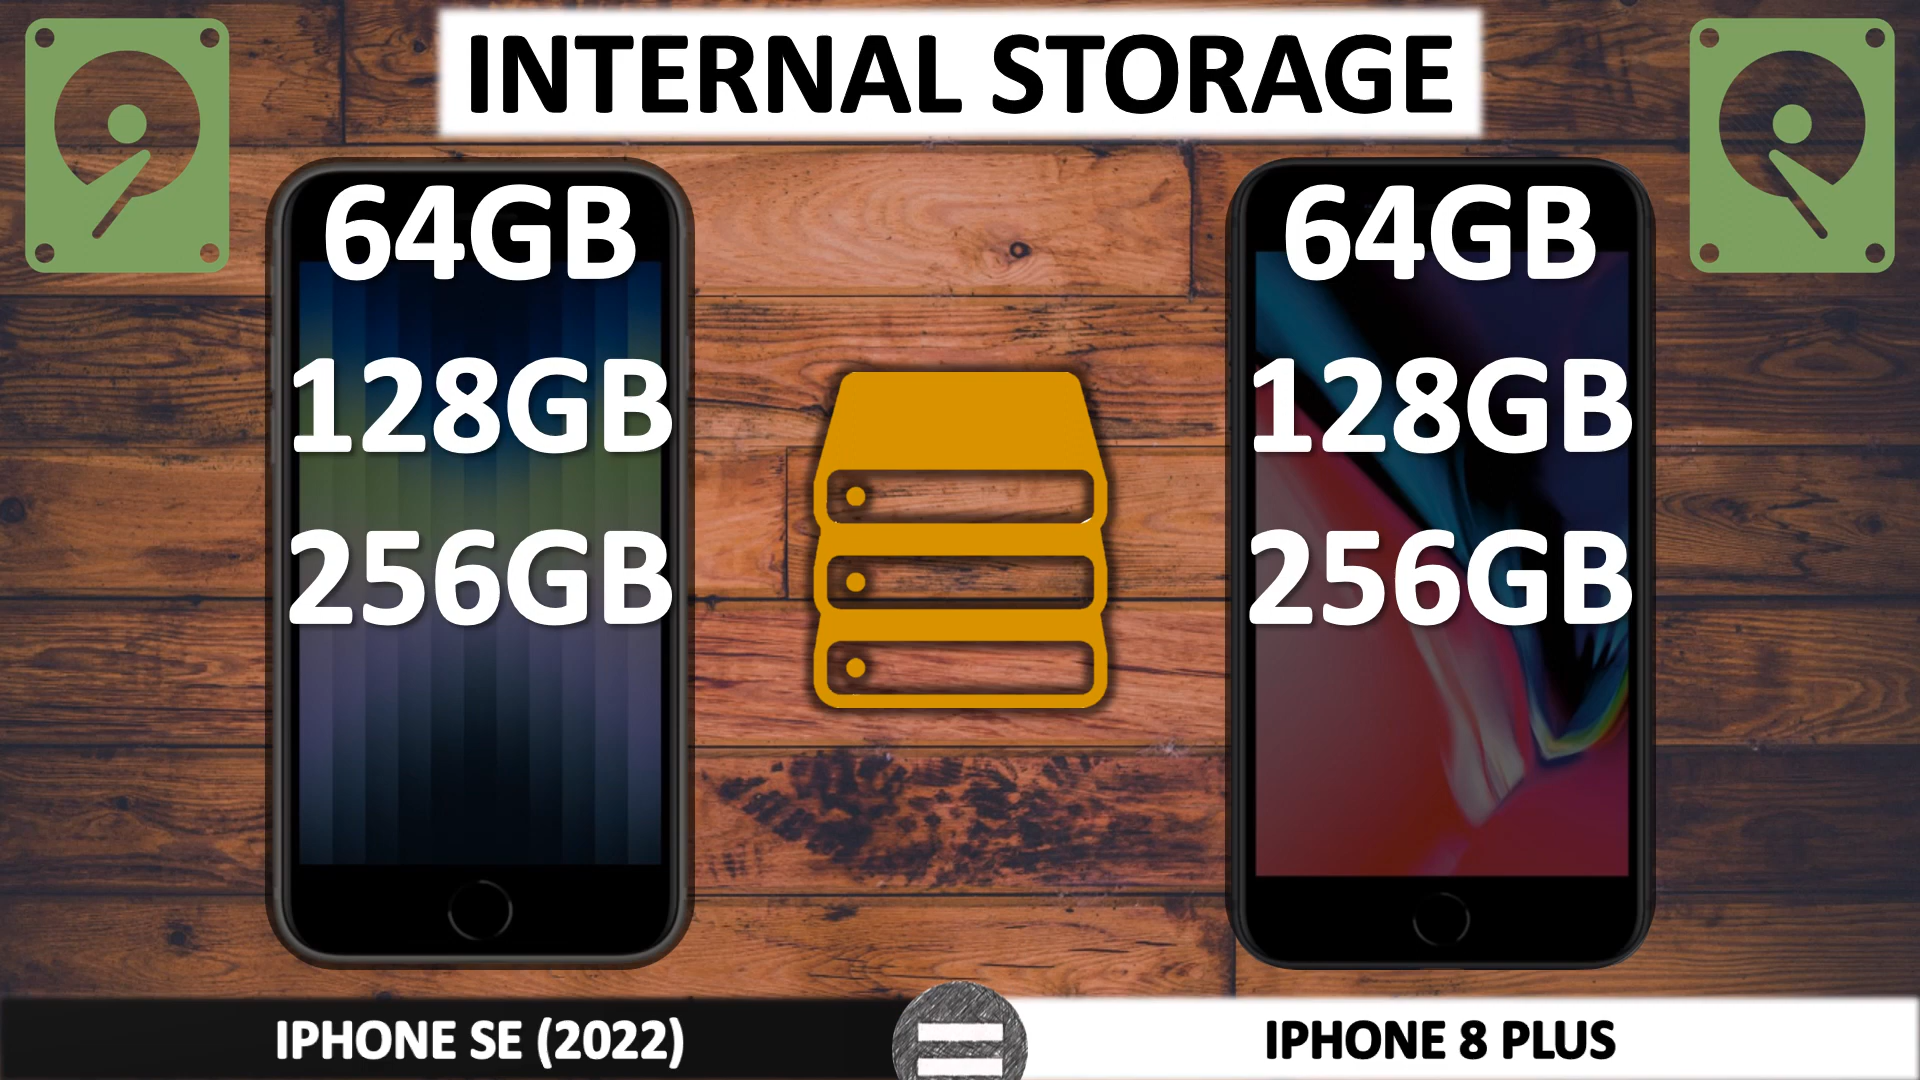 INTERNAL STORAGE
64GB
128GB
256GB
64GB
128GB
256GB
IPHONE SE (2022)
IPHONE 8 PLUS